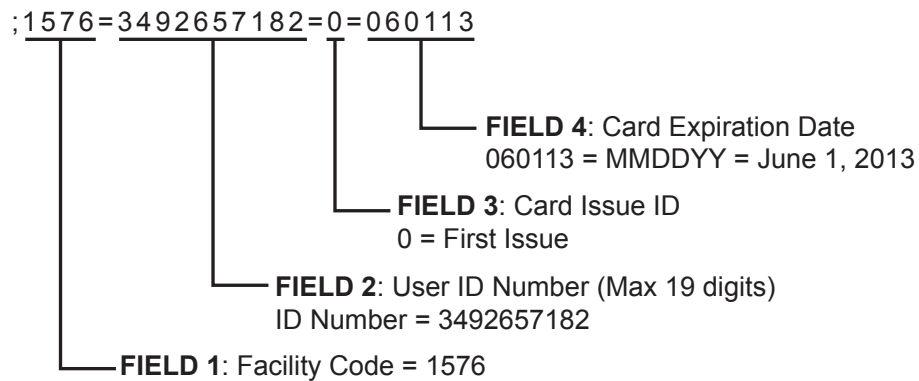 ;1576=3492657182=0=060113
FIELD 4: Card Expiration Date
060113 = MMDDYY = June 1, 2013
FIELD 3: Card Issue ID
0 = First Issue
FIELD 2: User ID Number (Max 19 digits)
ID Number = 3492657182
FIELD 1: Facility Code = 1576